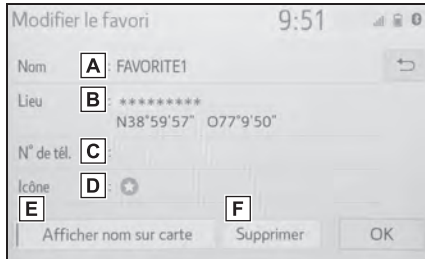 Modifier le favori 9:51
Nom A : FAVORITE1
Lieu B : *********
N38°59'57" O77°9'50"
N° de tél. C :
Icône D :
E F
Afficher nom sur carte Supprimer OK